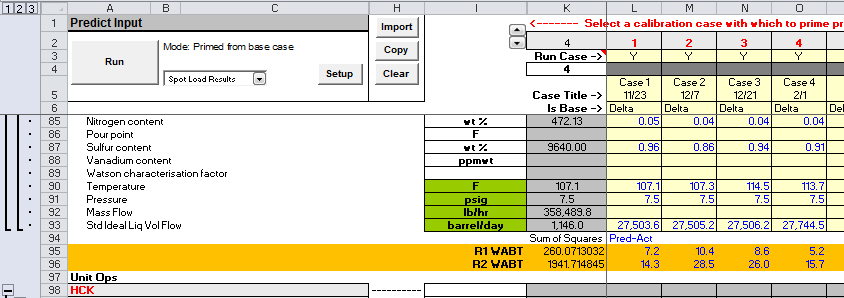 1 2 3
A B C H I K L M N O
1 Predict Input Import <------- Select a calibration case with which to prime pr
2 Run Mode: Primed from base case Copy 4 1 2 3 4
3 Spot Load Results Setup Clear Run Case -> Y Y Y Y
4 4
5 Case Title -> Case 1 11/23 Case 2 12/7 Case 3 12/21 Case 4 2/1
6 Is Base -> Delta Delta Delta Delta Del
85 Nitrogen content wt % 472.13 0.05 0.04 0.04 0.04
86 Pour point F
87 Sulfur content wt % 9640.00 0.96 0.86 0.94 0.91
88 Vanadium content ppmwt
89 Watson characterisation factor
90 Temperature F 107.1 107.1 107.3 114.5 113.7
91 Pressure psig 7.5 7.5 7.5 7.5 7.5
92 Mass Flow lb/hr 358,489.8
93 Std Ideal Liq Vol Flow barrel/day 1,146.0 27,503.6 27,505.2 27,506.2 27,744.5
94 Sum of Squares Pred-Act
95 R1 WABT 260.0713032 7.2 10.4 8.6 5.2
96 R2 WABT 1941.714845 14.3 28.5 26.0 15.7
97 Unit Ops
98 HCK ----------